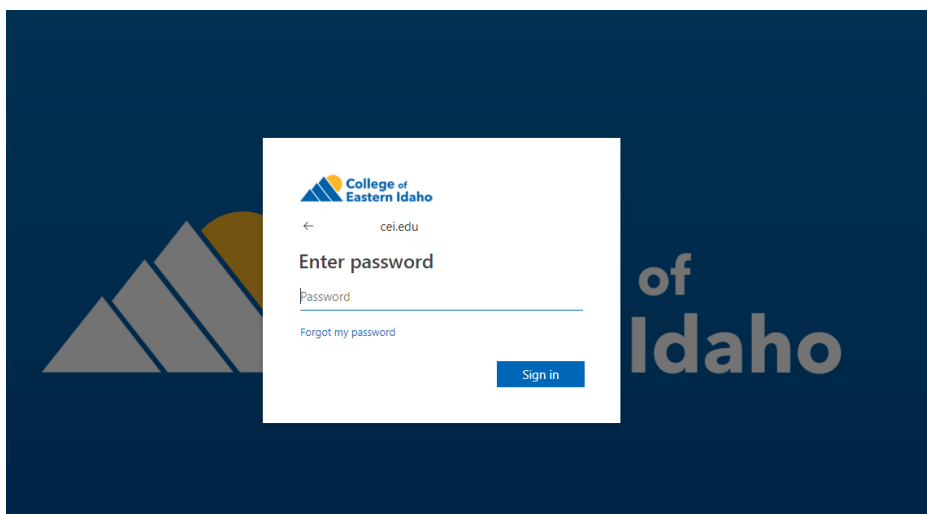 College of
Eastern Idaho
← cei.edu
Enter password
Password
Forgot my password
Sign in
of
Idaho